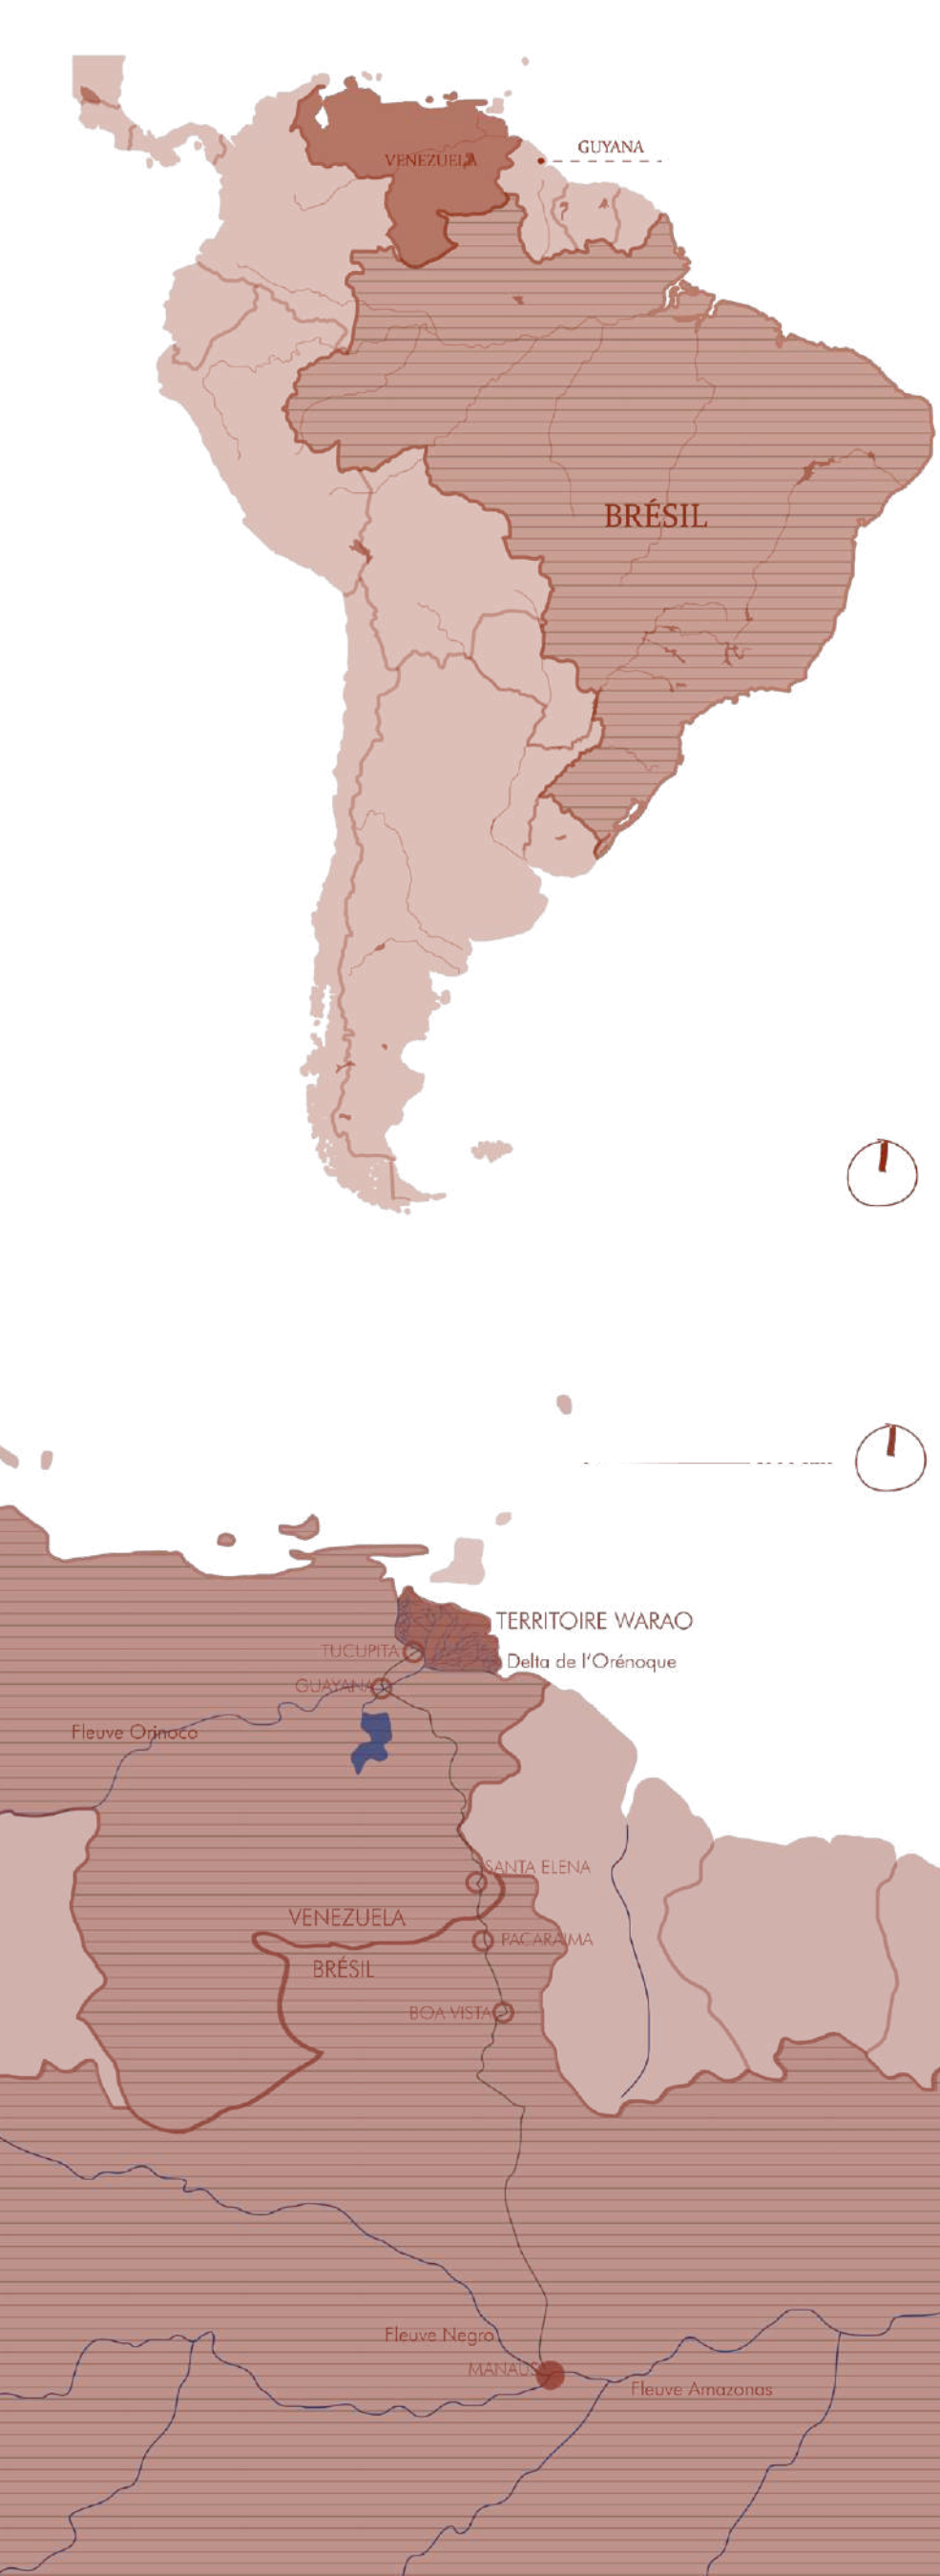 GUYANA
VENEZUELA
BRÉSIL
TERRITOIRE WARAO
TUCUPITA
Delta de l'Orénoque
GUAYANA
Fleuve Orinoco
SANTA ELENA
VENEZUELA
PACARAIMA
BRÉSIL
BOA VISTA
Fleuve Negro
MANAUS
Fleuve Amazonas